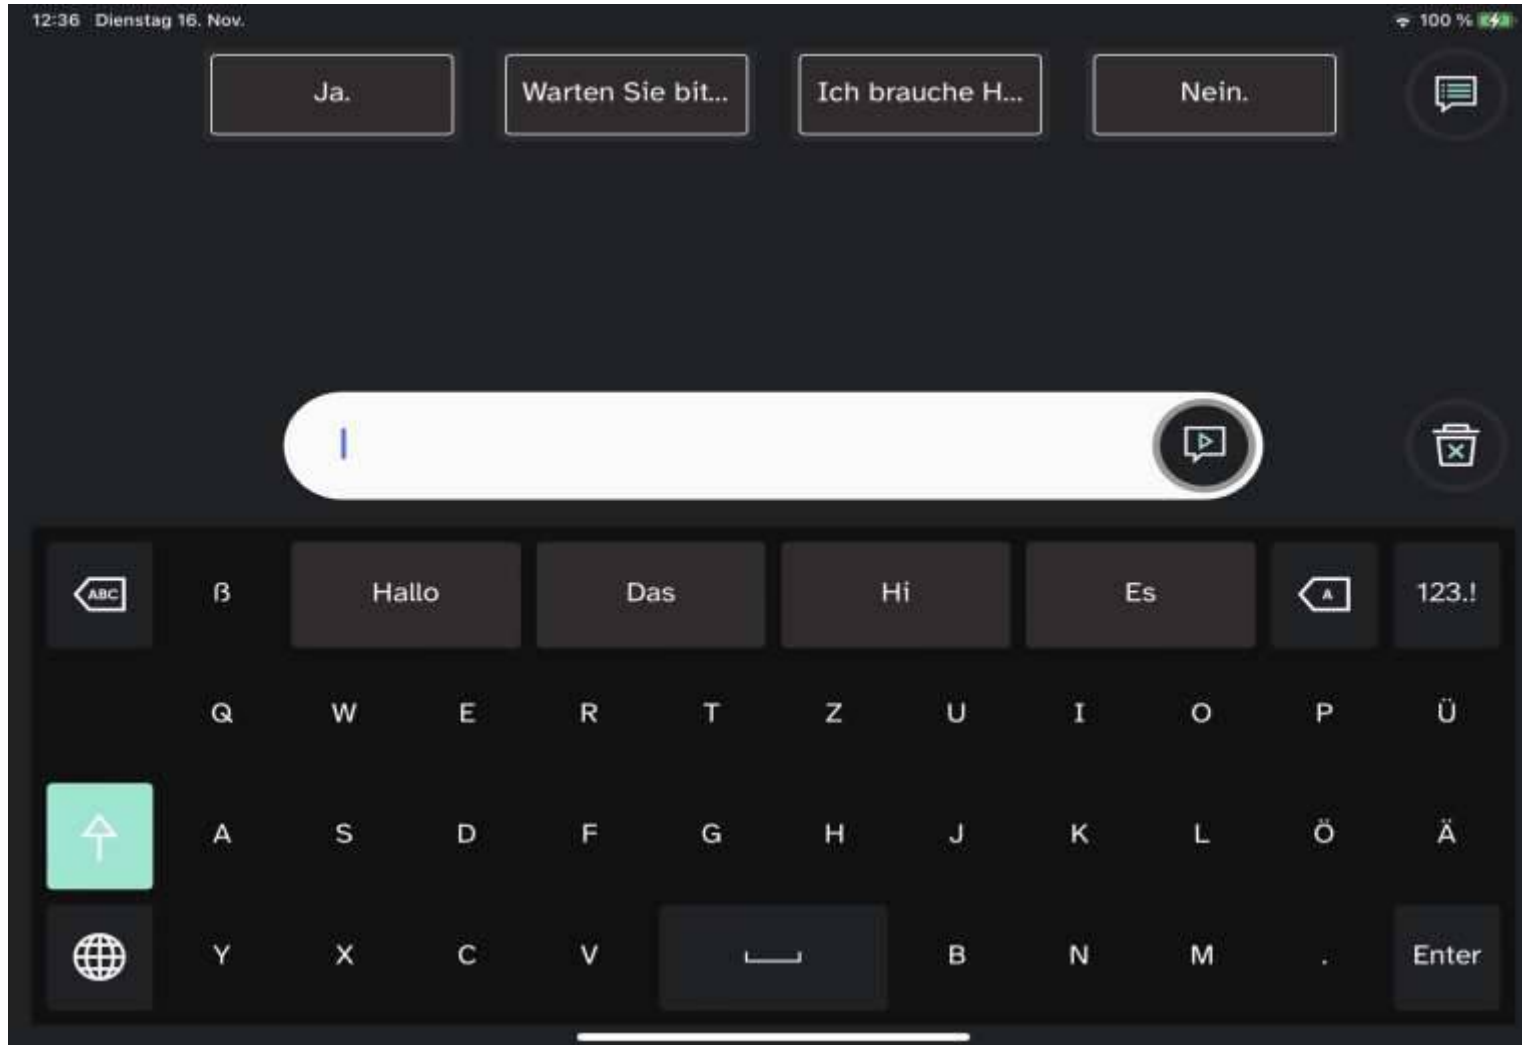 12:36 Dienstag 16. Nov. 100 %
Ja. Warten Sie bit... Ich brauche H... Nein.
ABC ß Hallo Das Hi Es A 123.!
Q W E R T Z U I O P Ü
A S D F G H J K L Ö Ä
Y X C V B N M . Enter